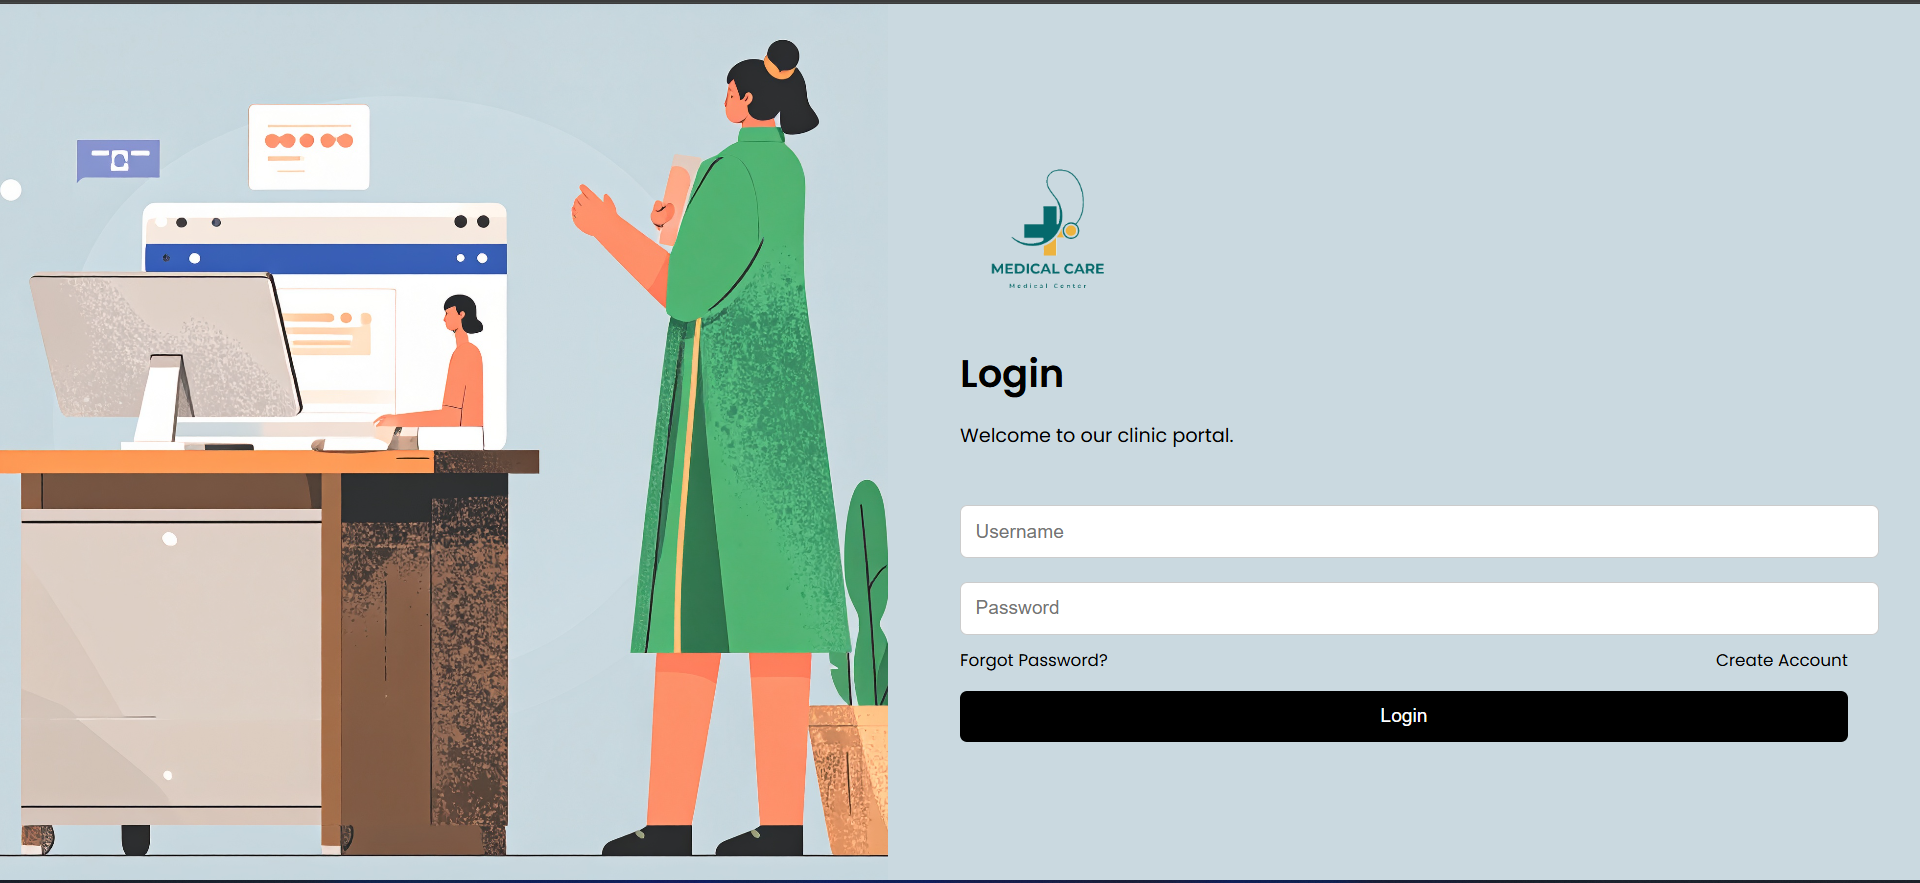 MEDICAL CARE
Medical Center
Login
Welcome to our clinic portal.
Username
Password
Forgot Password? Create Account
Login